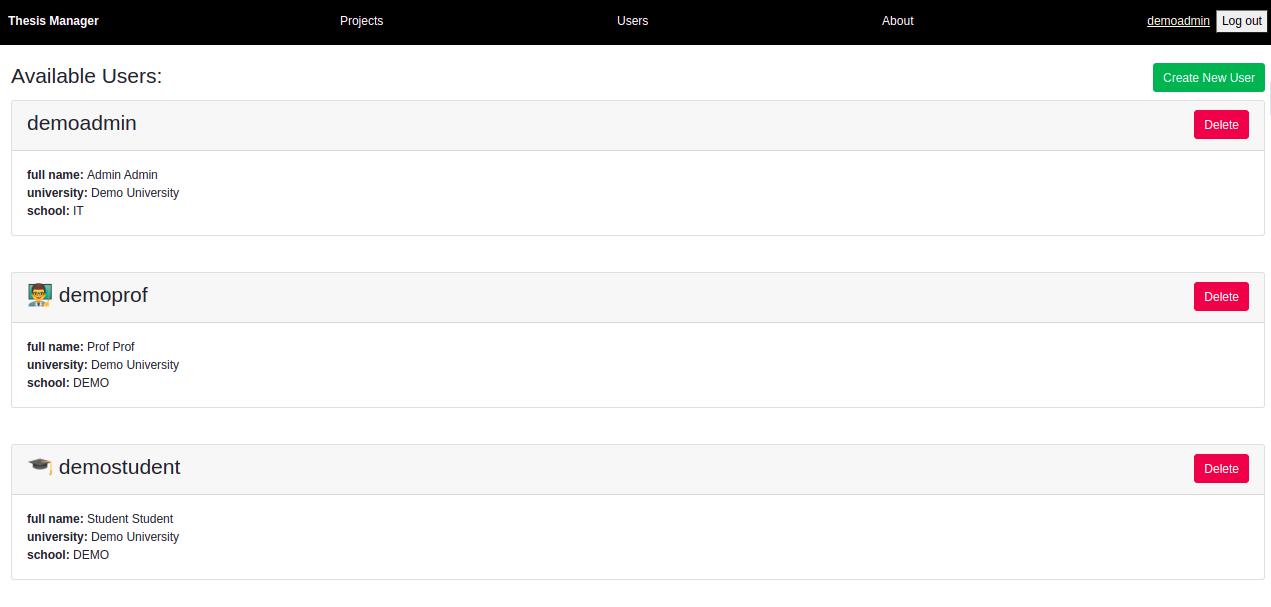 Thesis Manager Projects Users About demoadmin Log out
Available Users: Create New User
demoadmin Delete
full name: Admin Admin
university: Demo University
school: IT
demoprof Delete
full name: Prof Prof
university: Demo University
school: DEMO
demostudent Delete
full name: Student Student
university: Demo University
school: DEMO